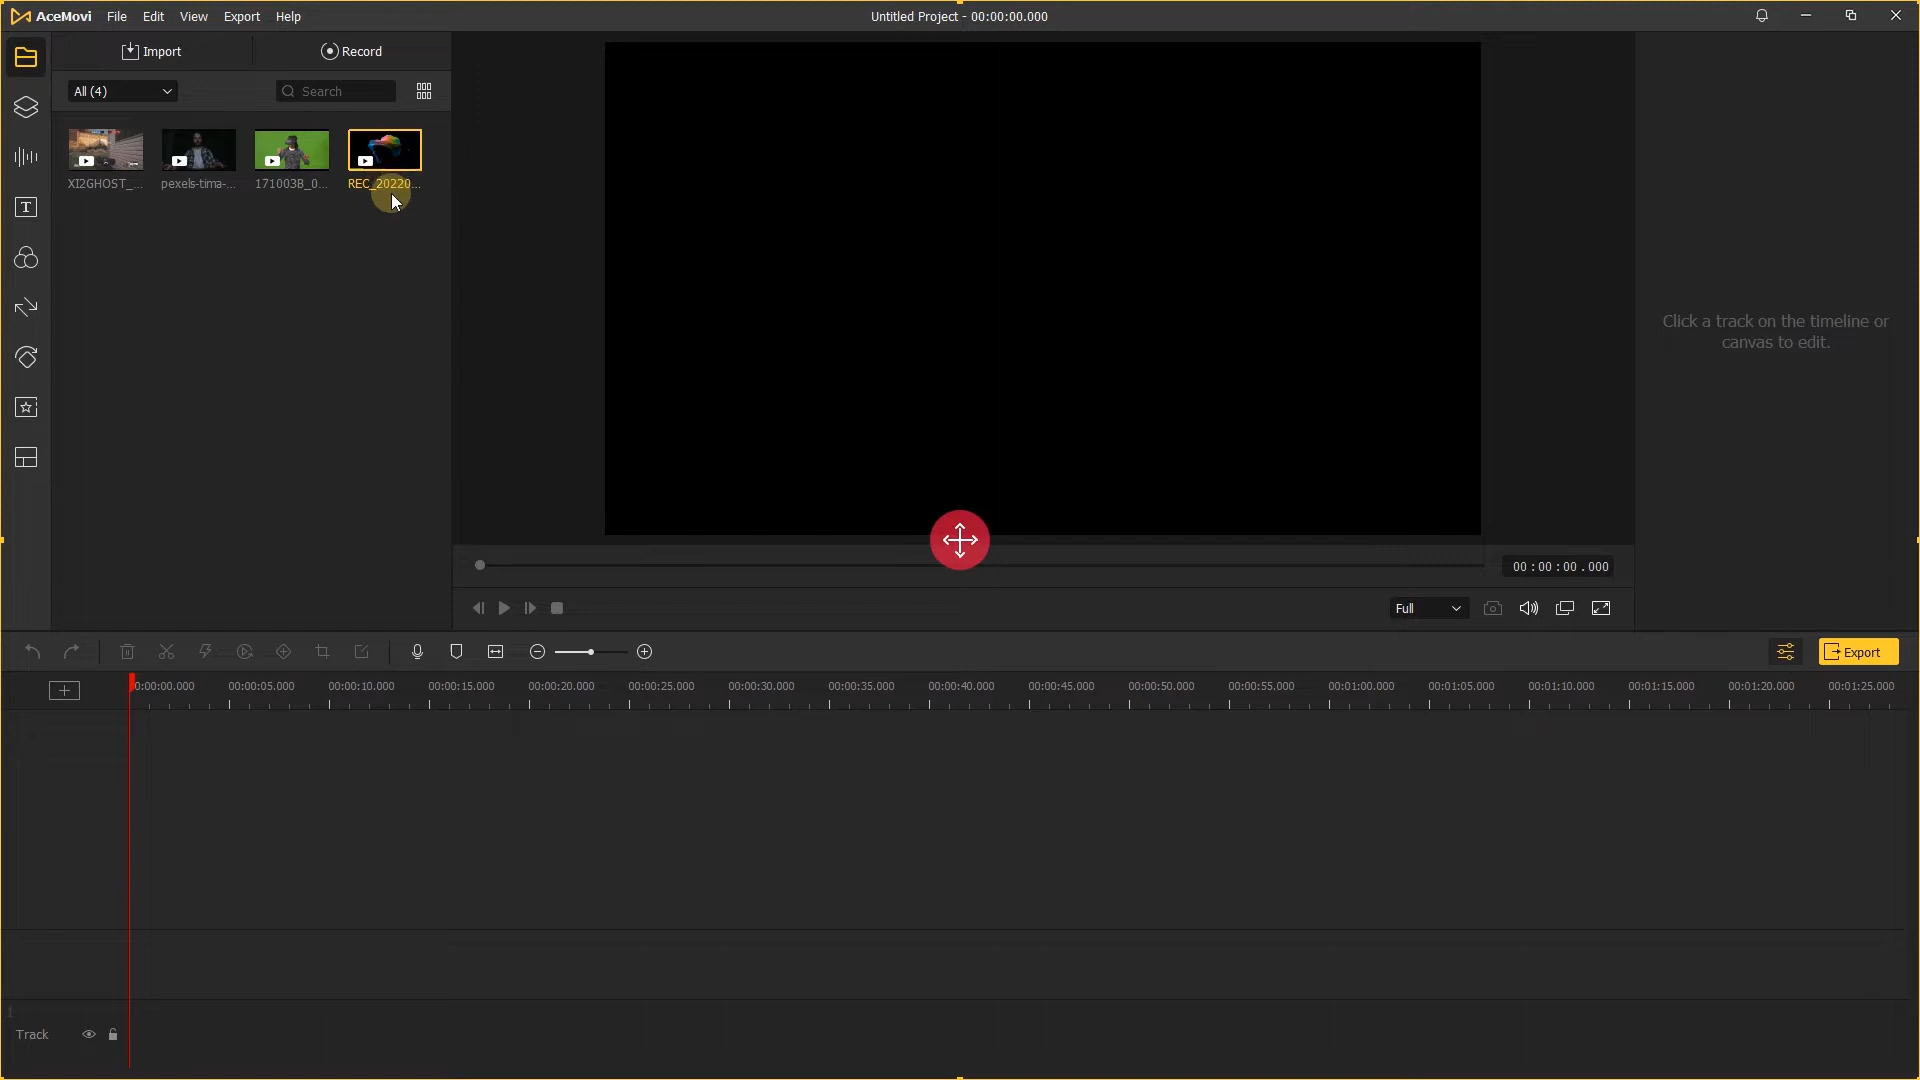 AceMovi File Edit View Export Help Untitled Project - 00:00:00.000
Import Record
All (4) Search
XI2GHOST_... pexels-tima-... 171003B_0... REC_20220...
Click a track on the timeline or
canvas to edit.
00:00:00.000
Full
Export
0:00:00.000 00:00:05.000 00:00:10.000 00:00:15.000 00:00:20.000 00:00:25.000 00:00:30.000 00:00:35.000 00:00:40.000 00:00:45.000 00:00:50.000 00:00:55.000 00:01:00.000 00:01:05.000 00:01:10.000 00:01:15.000 00:01:20.000 00:01:25.000
Track